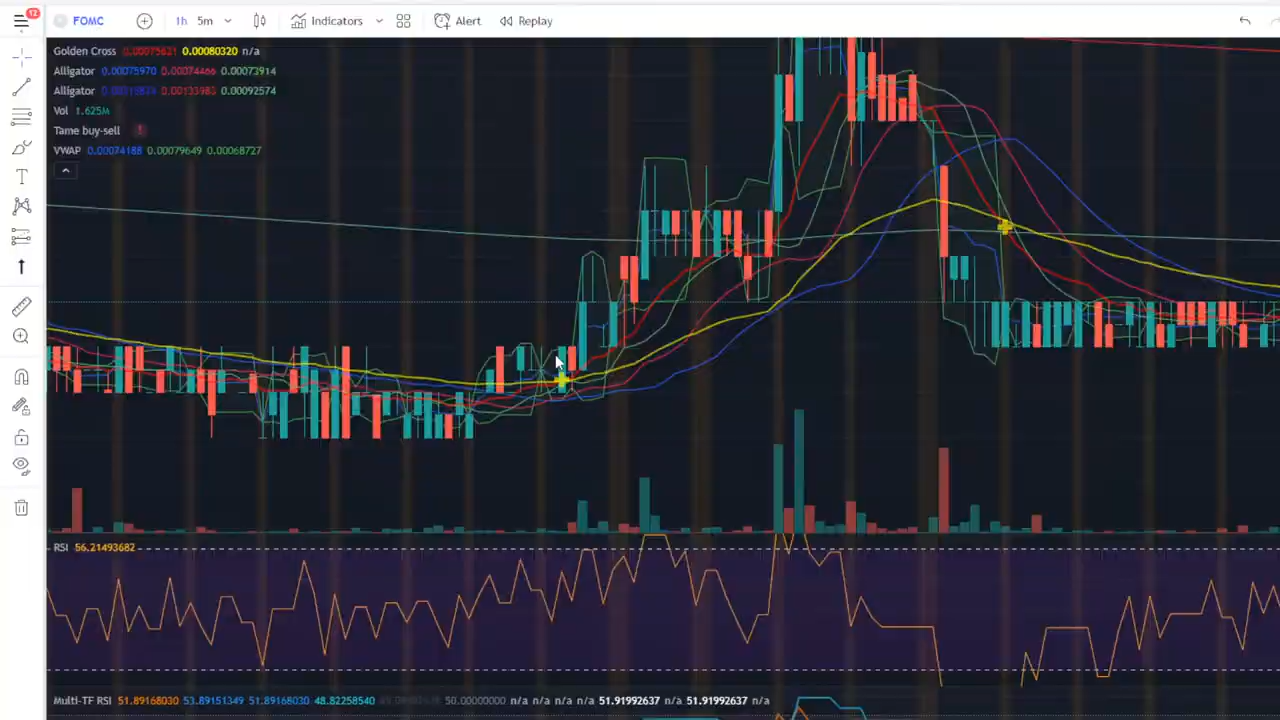 12
FOMC 1h 5m Indicators Alert Replay
Golden Cross 0.00075621 0.00080320 n/a
Alligator 0.00075970 0.00074466 0.00073914
Alligator 0.00133983 0.00092574
Vol 1.625M
Tame buy-sell !
VWAP 0.00074188 0.00079649 0.00068727
RSI 56.21493682
Multi-TF RSI 51.89168030 53.89151349 51.89168030 48.82258540 50.00000000 n/a n/a n/a n/a 51.91992637 n/a 51.91992637 n/a